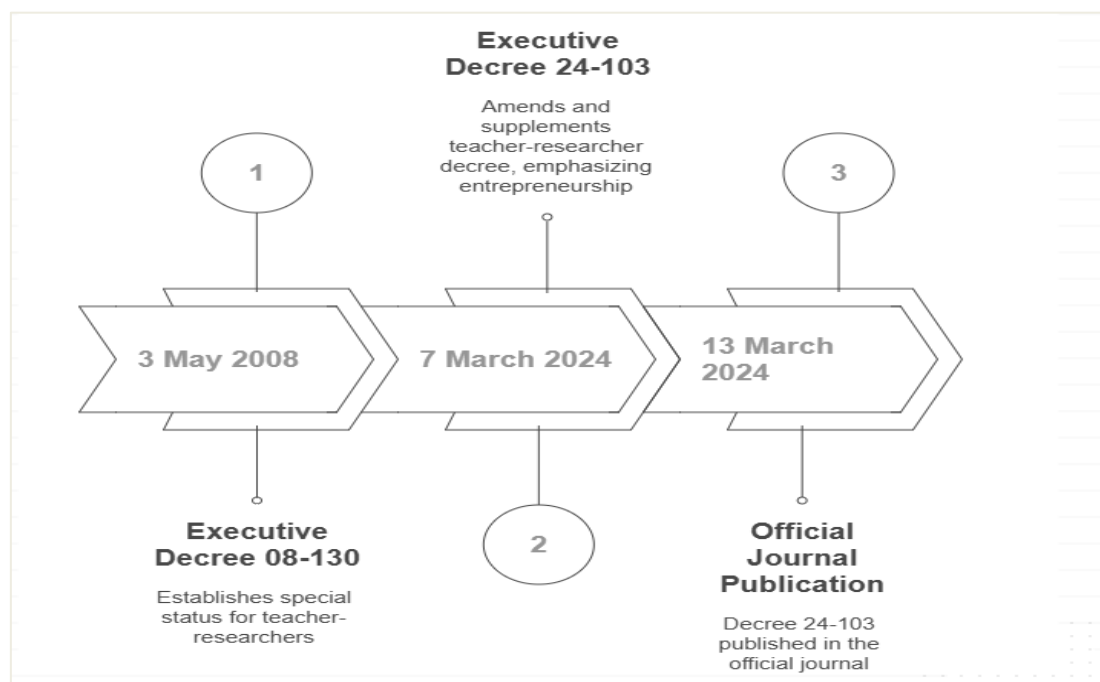 Executive
Decree 24-103
Amends and
supplements
teacher-researcher
decree, emphasizing
entrepreneurship
1
3
3 May 2008
7 March 2024
13 March
2024
Executive
Decree 08-130
Establishes special
status for teacher-
researchers
2
Official
Journal
Publication
Decree 24-103
published in the
official journal